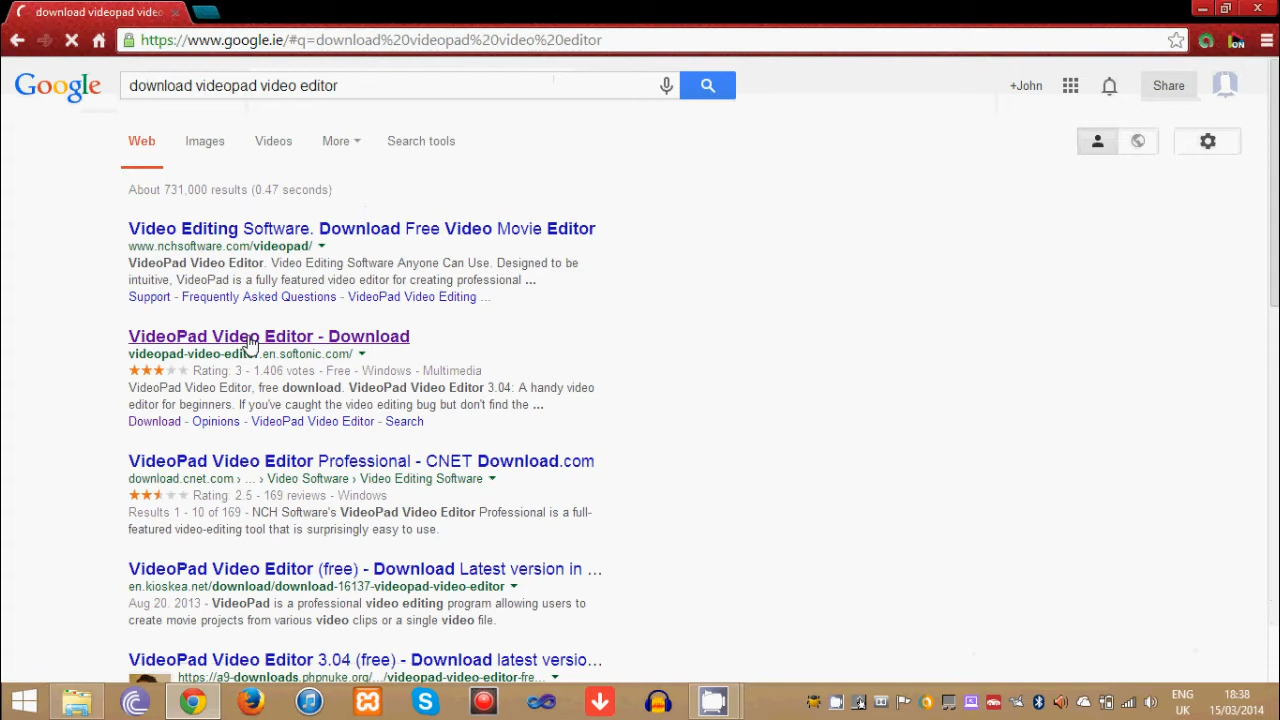 download videopad video
https://www.google.ie/#q=download%20videopad%20video%20editor
ON
Google
download videopad video editor
+John
Share
Web
Images
Videos
More
Search tools
About 731,000 results (0.47 seconds)
Video Editing Software. Download Free Video Movie Editor
www.nchsoftware.com/videopad/
VideoPad Video Editor. Video Editing Software Anyone Can Use. Designed to be
intuitive, VideoPad is a fully featured video editor for creating professional ...
Support - Frequently Asked Questions - VideoPad Video Editing ...
VideoPad Video Editor - Download
videopad-video-editor.en.softonic.com/
Rating: 3 - 1.406 votes - Free - Windows - Multimedia
VideoPad Video Editor, free download. VideoPad Video Editor 3.04: A handy video
editor for beginners. If you've caught the video editing bug but don't find the ...
Download - Opinions - VideoPad Video Editor - Search
VideoPad Video Editor Professional - CNET Download.com
download.cnet.com › ... › Video Software › Video Editing Software
Rating: 2.5 - 169 reviews - Windows
Results 1 - 10 of 169 - NCH Software's VideoPad Video Editor Professional is a full-
featured video-editing tool that is surprisingly easy to use.
VideoPad Video Editor (free) - Download Latest version in ...
en.kioskea.net/download/download-16137-videopad-video-editor
Aug 20. 2013 - VideoPad is a professional video editing program allowing users to
create movie projects from various video clips or a single video file.
VideoPad Video Editor 3.04 (free) - Download latest versio...
https://a9-downloads.phpnuke.org/.../videopad-video-editor-fre...
ENG
UK
18:38
15/03/2014